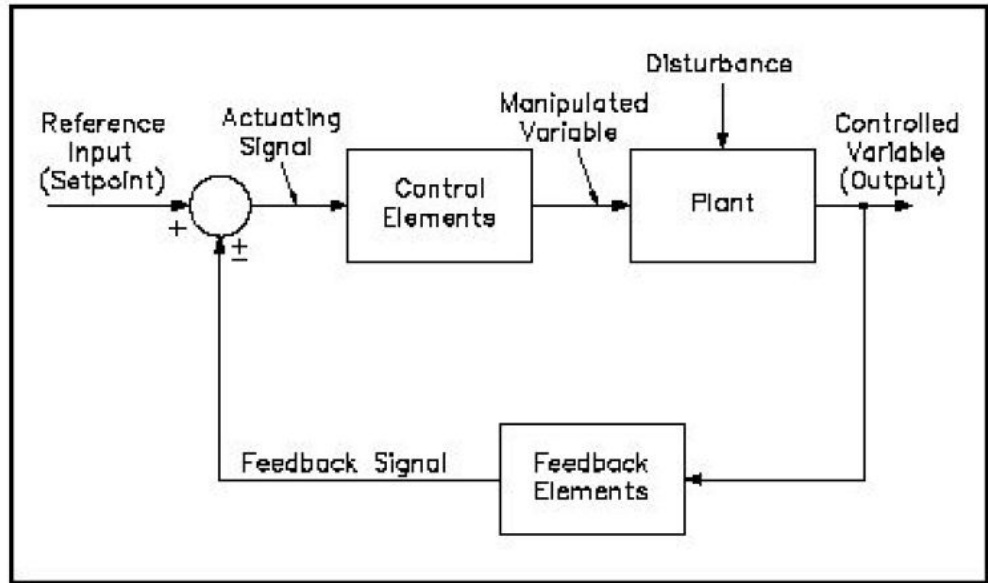 Disturbance
Reference
Input
(Setpoint)
+
Actuating
Signal
±
Control
Elements
Manipulated
Variable
Plant
Controlled
Variable
(Output)
Feedback Signal
Feedback
Elements